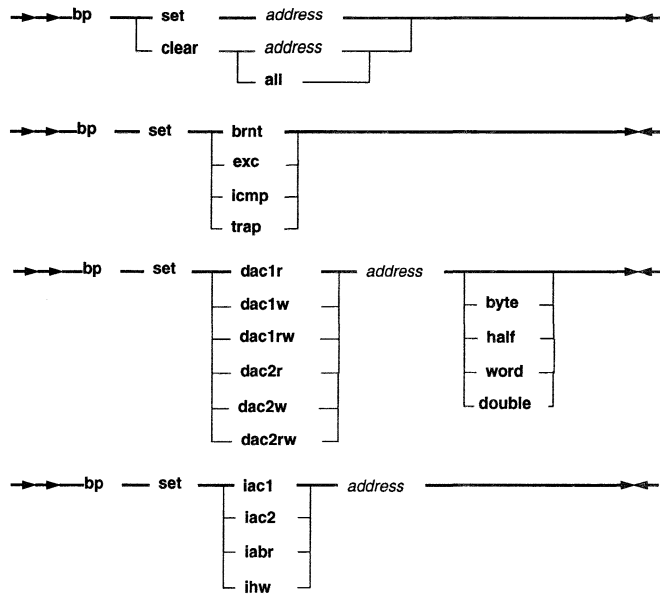 bp set address
clear address
all
bp set brnt
exc
icmp
trap
bp set dac1r address
dac1w byte
dac1rw half
dac2r word
dac2w double
dac2rw
bp set iac1 address
iac2
iabr
ihw